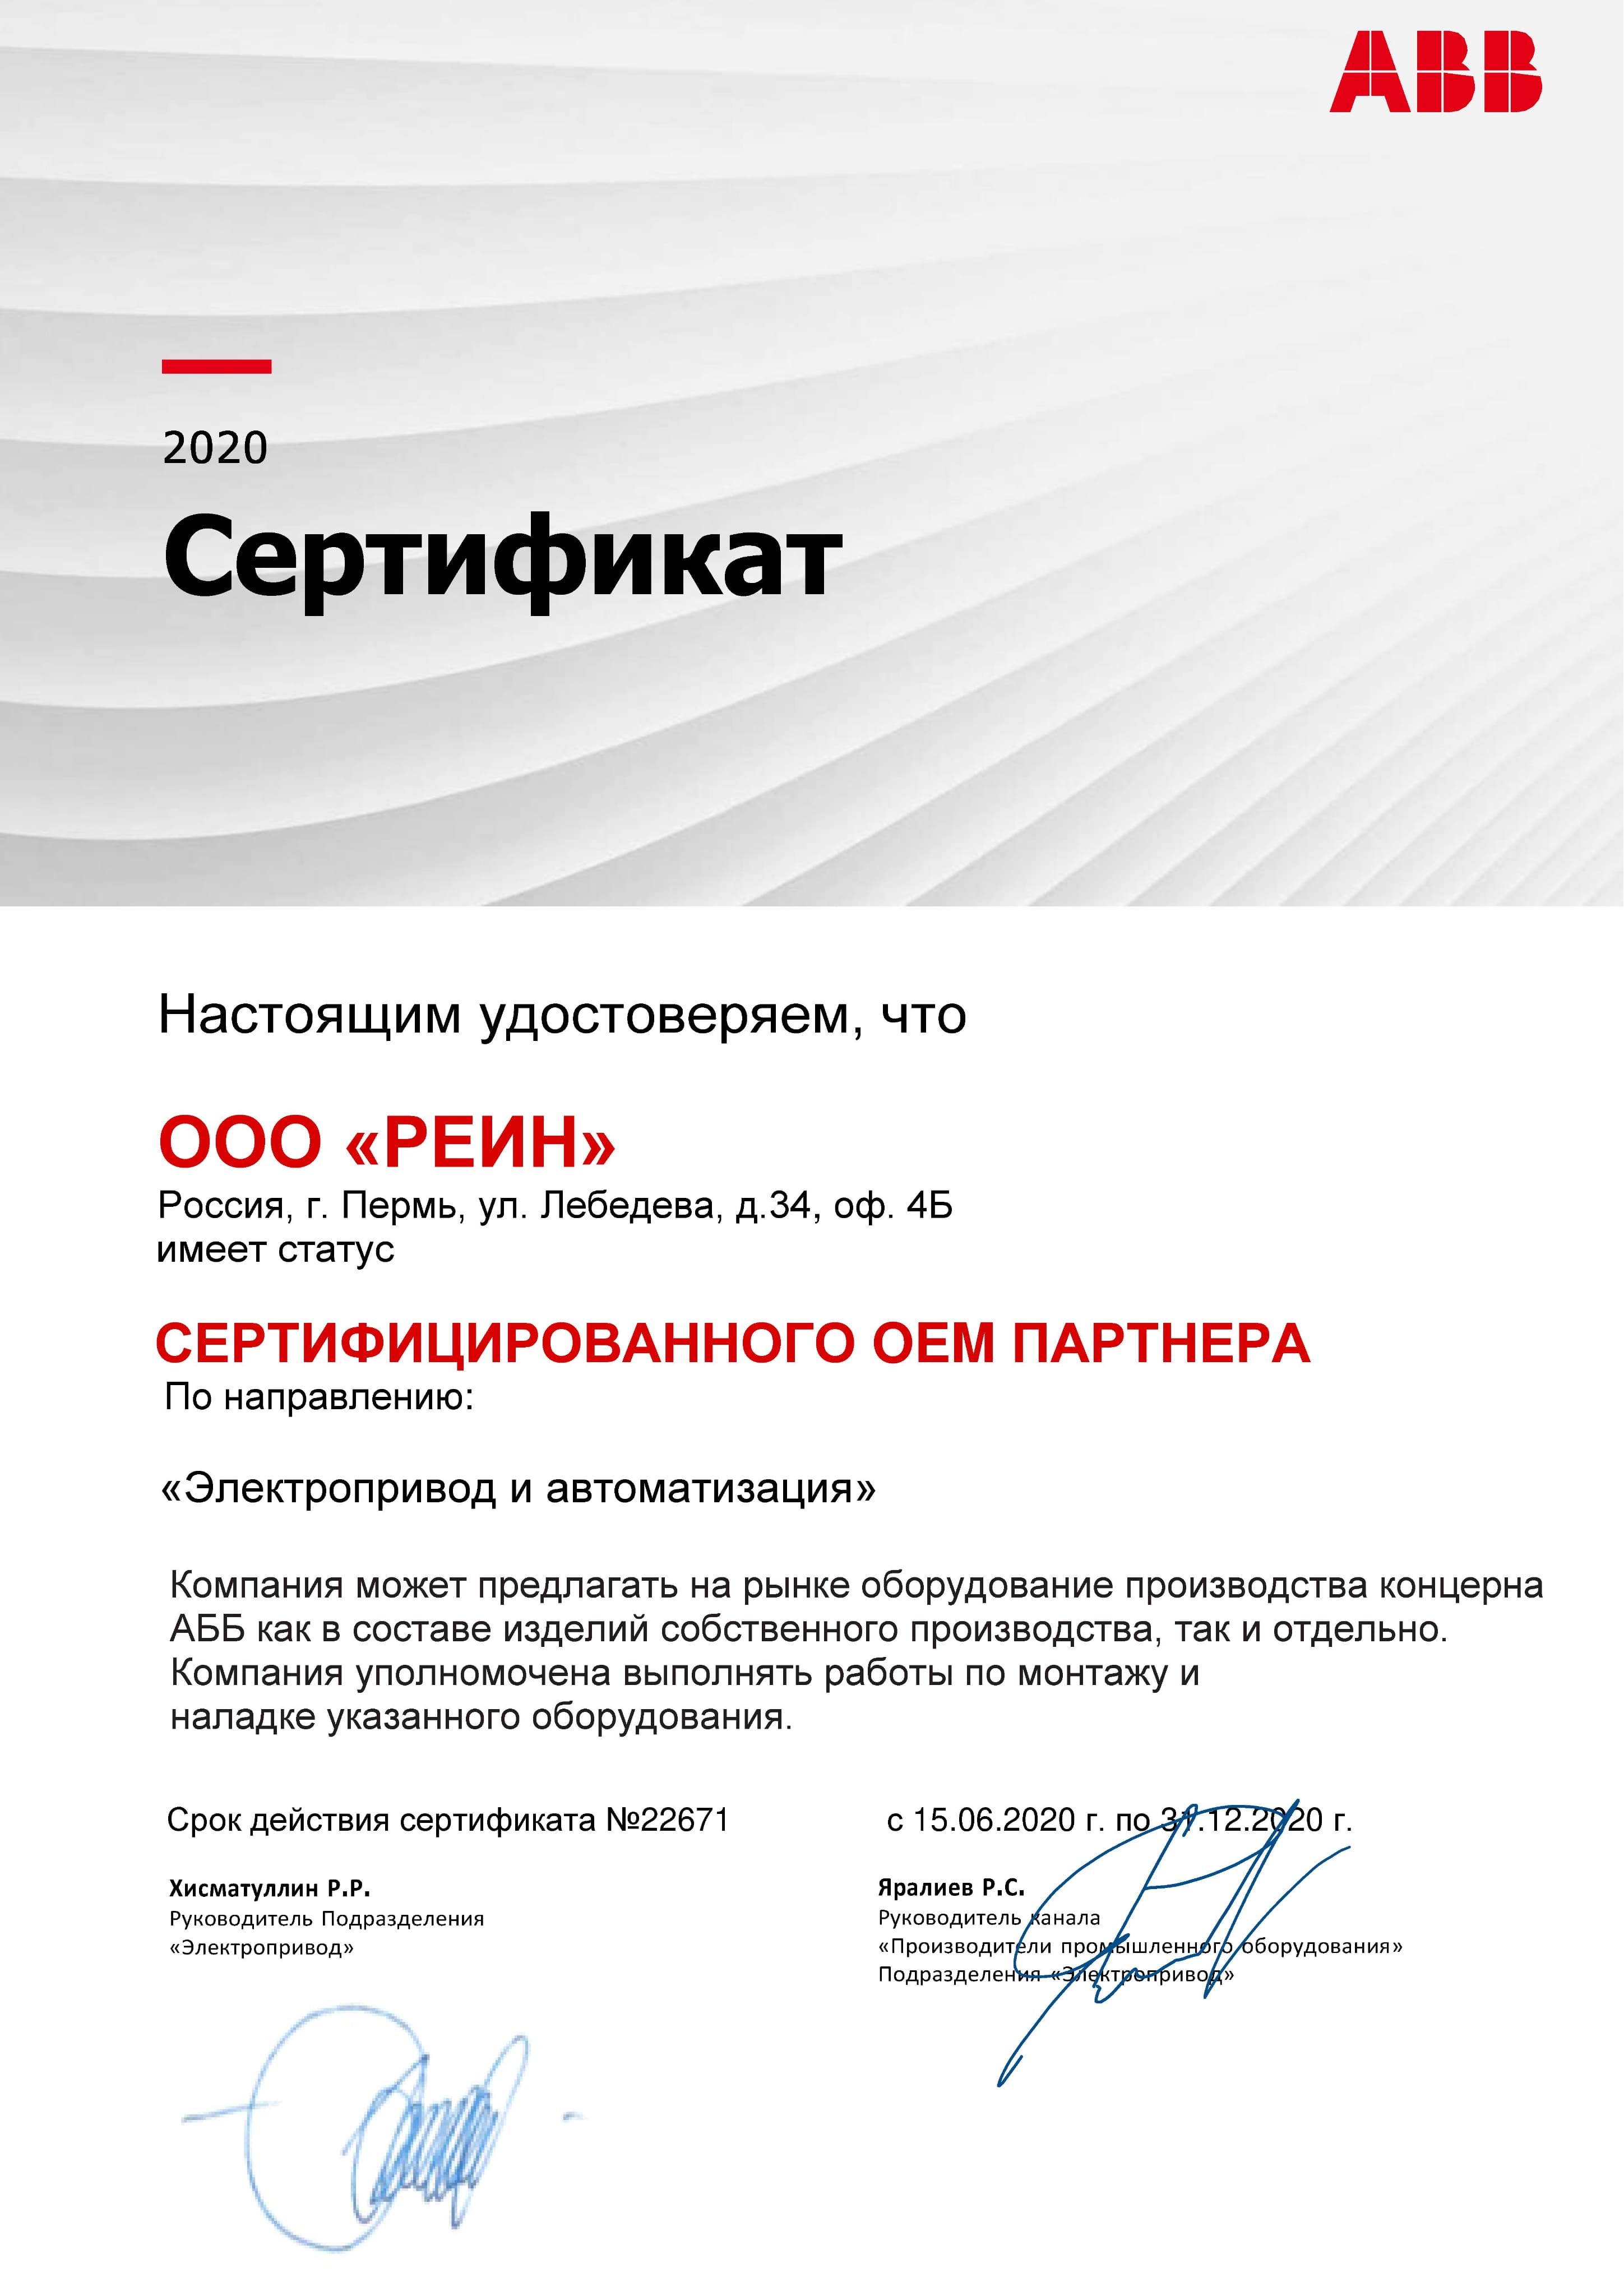 ABB
2020
Сертификат
Настоящим удостоверяем, что
ООО «РЕИН»
Россия, г. Пермь, ул. Лебедева, д.34, оф. 4Б
имеет статус
СЕРТИФИЦИРОВАННОГО OEM ПАРТНЕРА
По направлению:
«Электропривод и автоматизация»
Компания может предлагать на рынке оборудование производства концерна
АББ как в составе изделий собственного производства, так и отдельно.
Компания уполномочена выполнять работы по монтажу и
наладке указанного оборудования.
Срок действия сертификата №22671 с 15.06.2020 г. по 31.12.2020 г.
Хисматуллин Р.Р.
Руководитель Подразделения
«Электропривод»
Яралиев Р.С.
Руководитель канала
«Производители промышленного оборудования»
Подразделения «Электропривод»